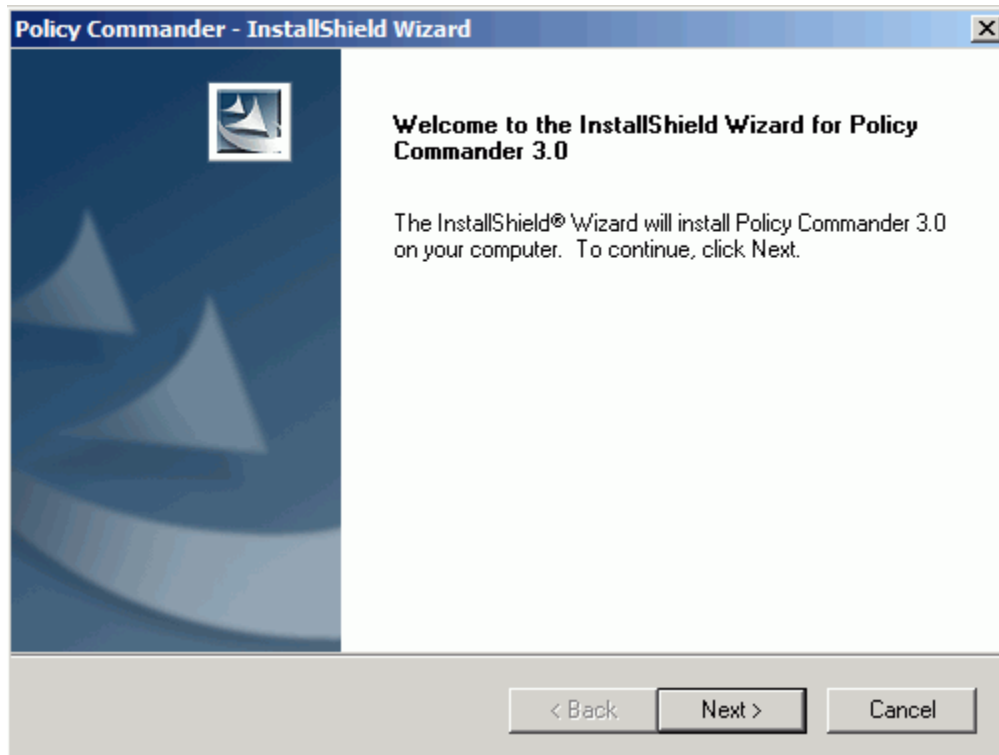 Policy Commander - InstallShield Wizard
Welcome to the InstallShield Wizard for Policy
Commander 3.0
The InstallShield® Wizard will install Policy Commander 3.0
on your computer. To continue, click Next.
< Back
Next >
Cancel